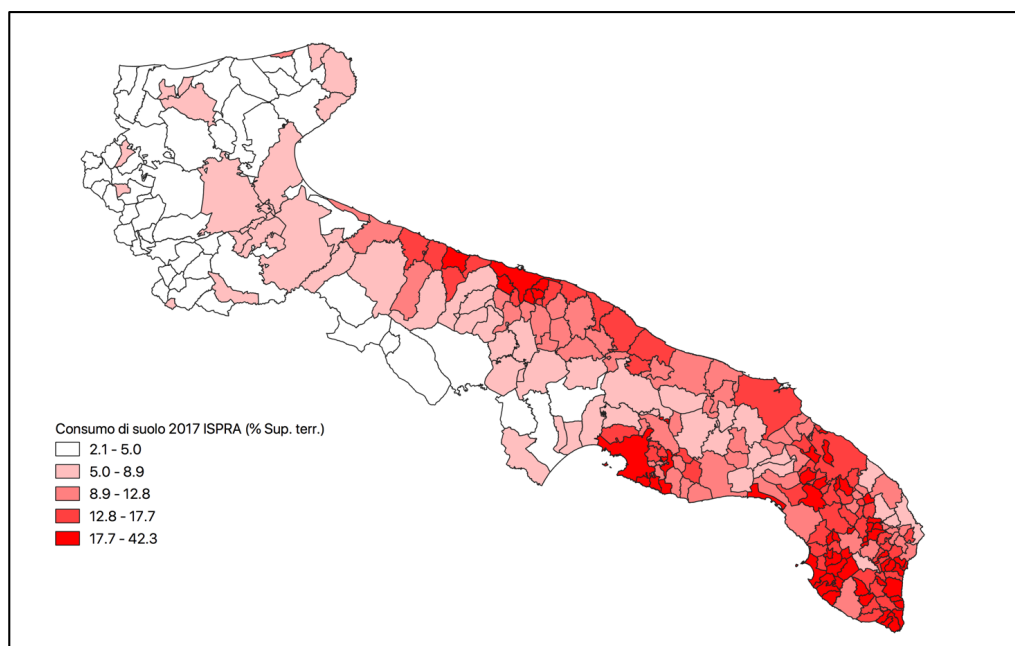 Consumo di suolo 2017 ISPRA (% Sup. terr.)
2.1 - 5.0
5.0 - 8.9
8.9 - 12.8
12.8 - 17.7
17.7 - 42.3